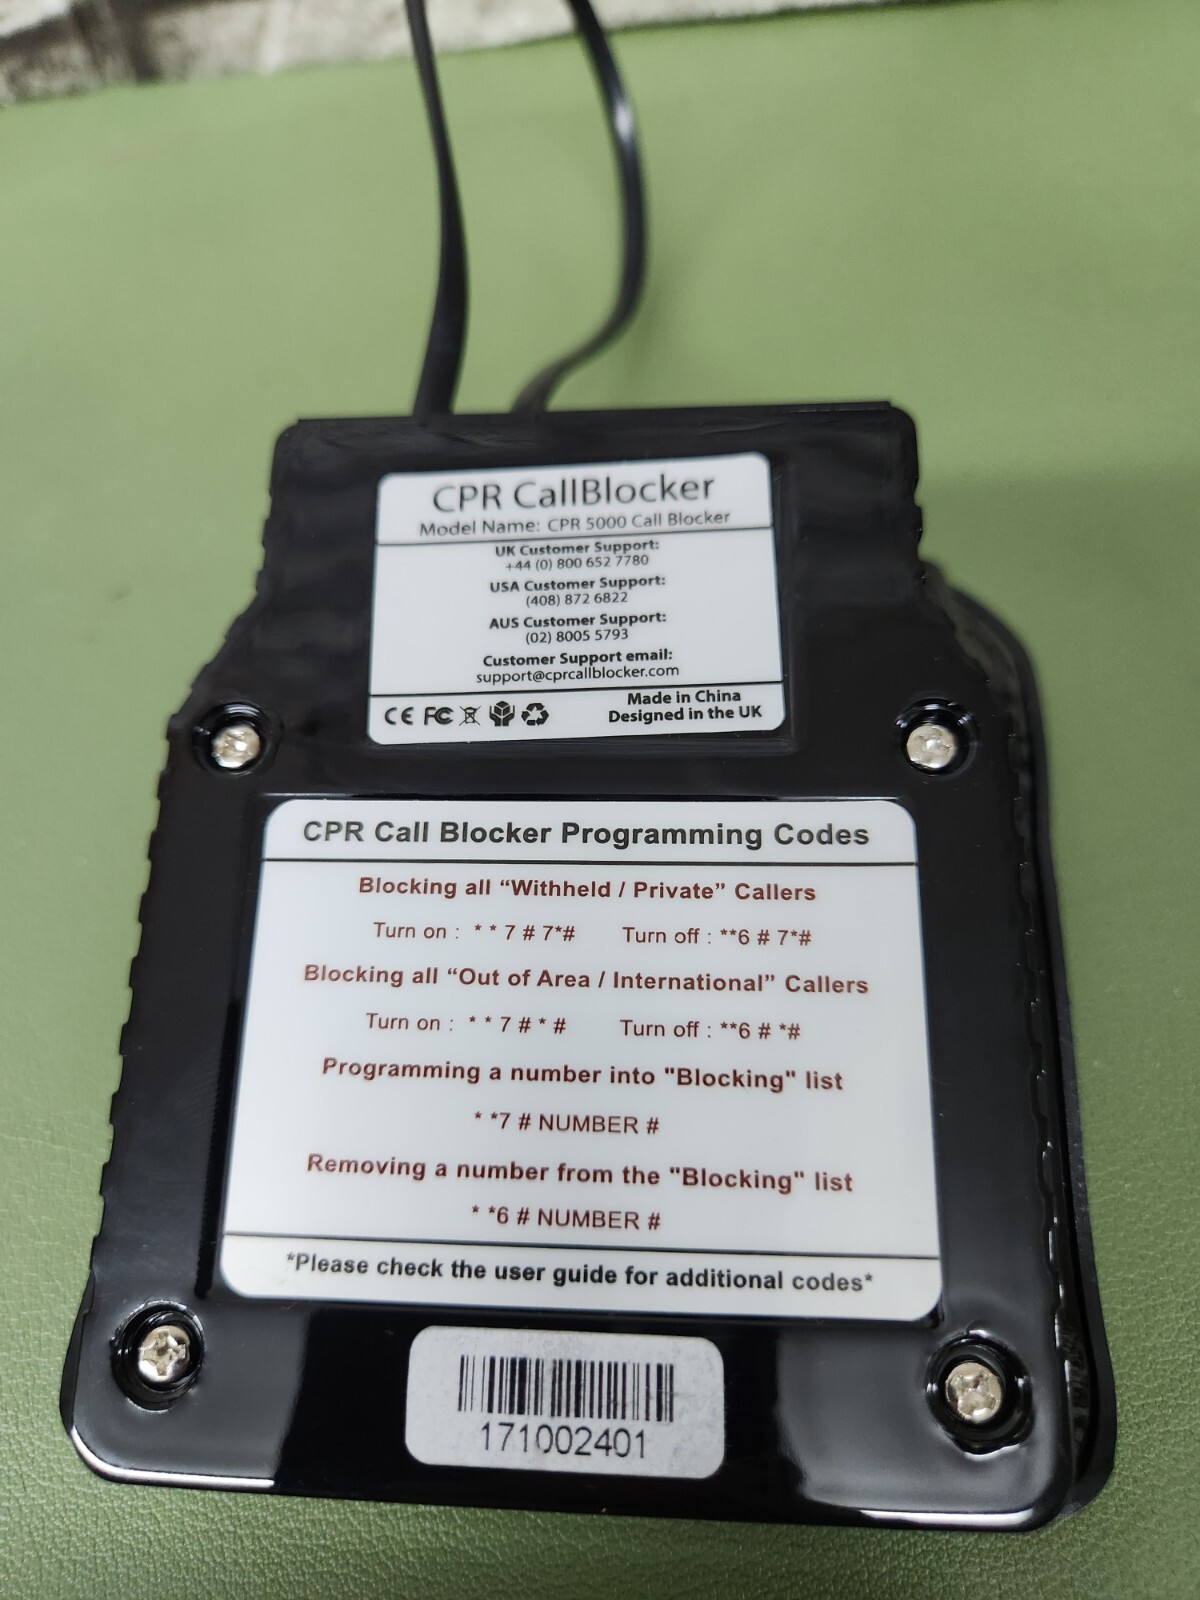 CPR CallBlocker
Model Name: CPR 5000 Call Blocker
UK Customer Support:
+44 (0) 800 652 7780
USA Customer Support:
(408) 872 6822
AUS Customer Support:
(02) 8005 5793
Customer Support email:
support@cprcallblocker.com
CE FC
Made in China
Designed in the UK
CPR Call Blocker Programming Codes
Blocking all “Withheld / Private” Callers
Turn on : * * 7 # 7*# Turn off : **6 # 7*#
Blocking all “Out of Area / International” Callers
Turn on : * * 7 # * # Turn off : **6 # *#
Programming a number into "Blocking" list
* *7 # NUMBER #
Removing a number from the "Blocking" list
* *6 # NUMBER #
*Please check the user guide for additional codes*
171002401